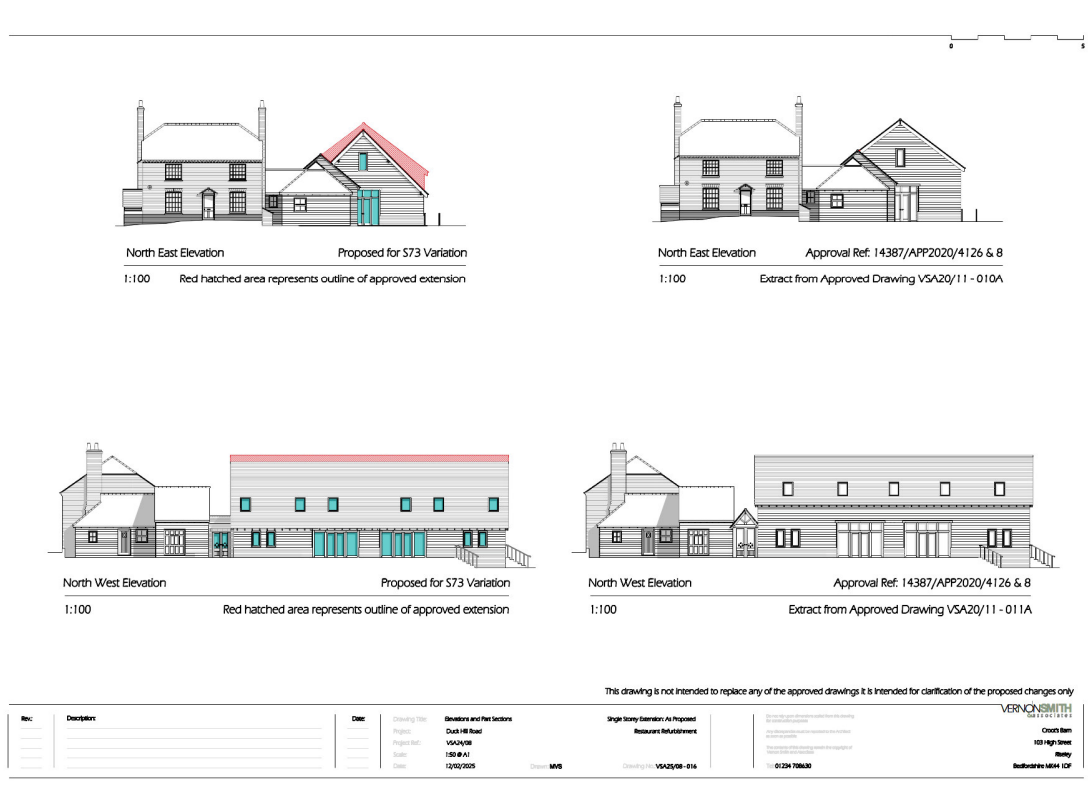 0 5
North East Elevation Proposed for S73 Variation
1:100 Red hatched area represents outline of approved extension
North East Elevation Approval Ref: 14387/APP2020/4126 & 8
1:100 Extract from Approved Drawing VSA20/11 - 010A
North West Elevation Proposed for S73 Variation
1:100 Red hatched area represents outline of approved extension
North West Elevation Approval Ref: 14387/APP2020/4126 & 8
1:100 Extract from Approved Drawing VSA20/11 - 011A
This drawing is not intended to replace any of the approved drawings it is intended for clarification of the proposed changes only
Rev.: Description: Date:
Drawing Title: Elevations and Part Sections Single Storey Extension: As Proposed
Project: Duck Hill Road Restaurant Refurbishment
Project Ref: VSA24/08
Scale: 1:50 @ A1
Date: 12/02/2025 Drawn: MVB Drawing No: VSA25/08 - 016
Tel: 01234 708630
VERNONSMITH
associates
Croots Barn
103 High Street
Riseley
Bedfordshire MK44 1DF